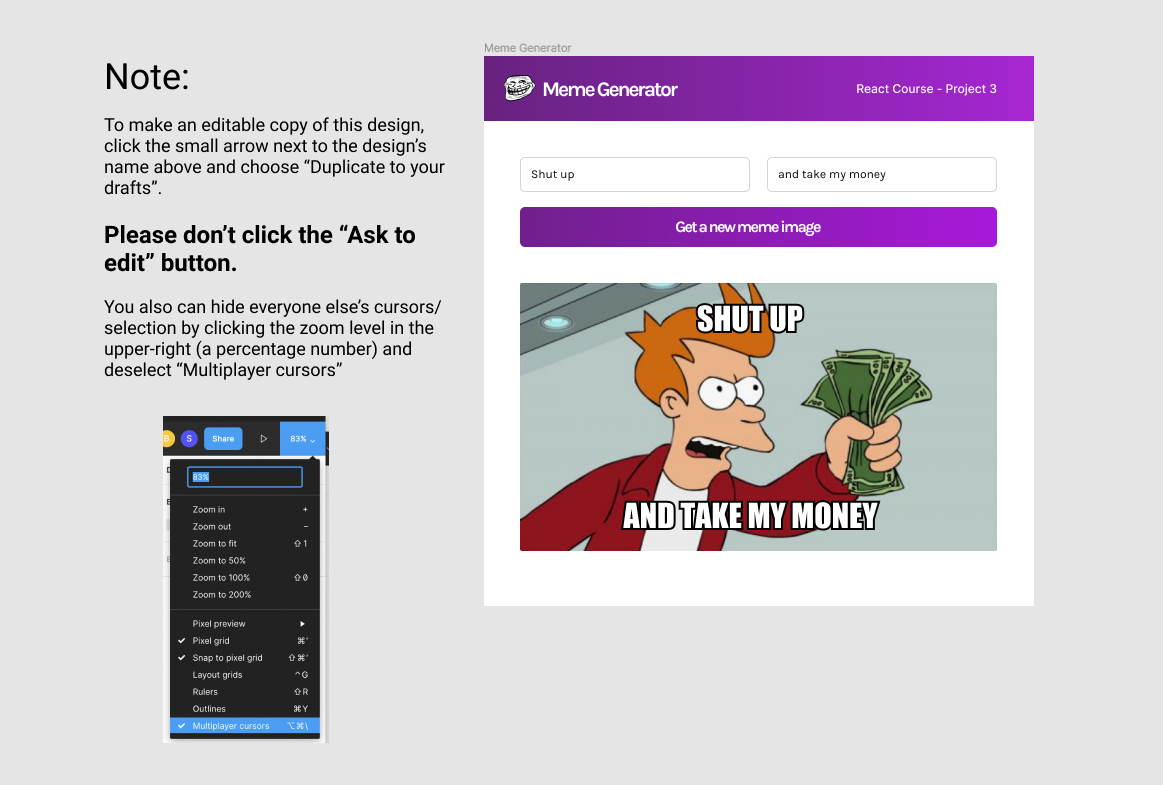 Note:
To make an editable copy of this design,
click the small arrow next to the design’s
name above and choose “Duplicate to your
drafts”.
Please don’t click the “Ask to
edit” button.
You also can hide everyone else’s cursors/
selection by clicking the zoom level in the
upper-right (a percentage number) and
deselect “Multiplayer cursors”
S Share 83%
83%
Zoom in +
Zoom out −
Zoom to fit ⇧1
Zoom to 50%
Zoom to 100% ⇧0
Zoom to 200%
Pixel preview
Pixel grid ⌘'
Snap to pixel grid ⇧⌘'
Layout grids ^G
Rulers ⇧R
Outlines ⌘Y
Multiplayer cursors ⌥⌘\
Meme Generator
Meme Generator React Course - Project 3
Shut up and take my money
Get a new meme image
SHUT UP
AND TAKE MY MONEY